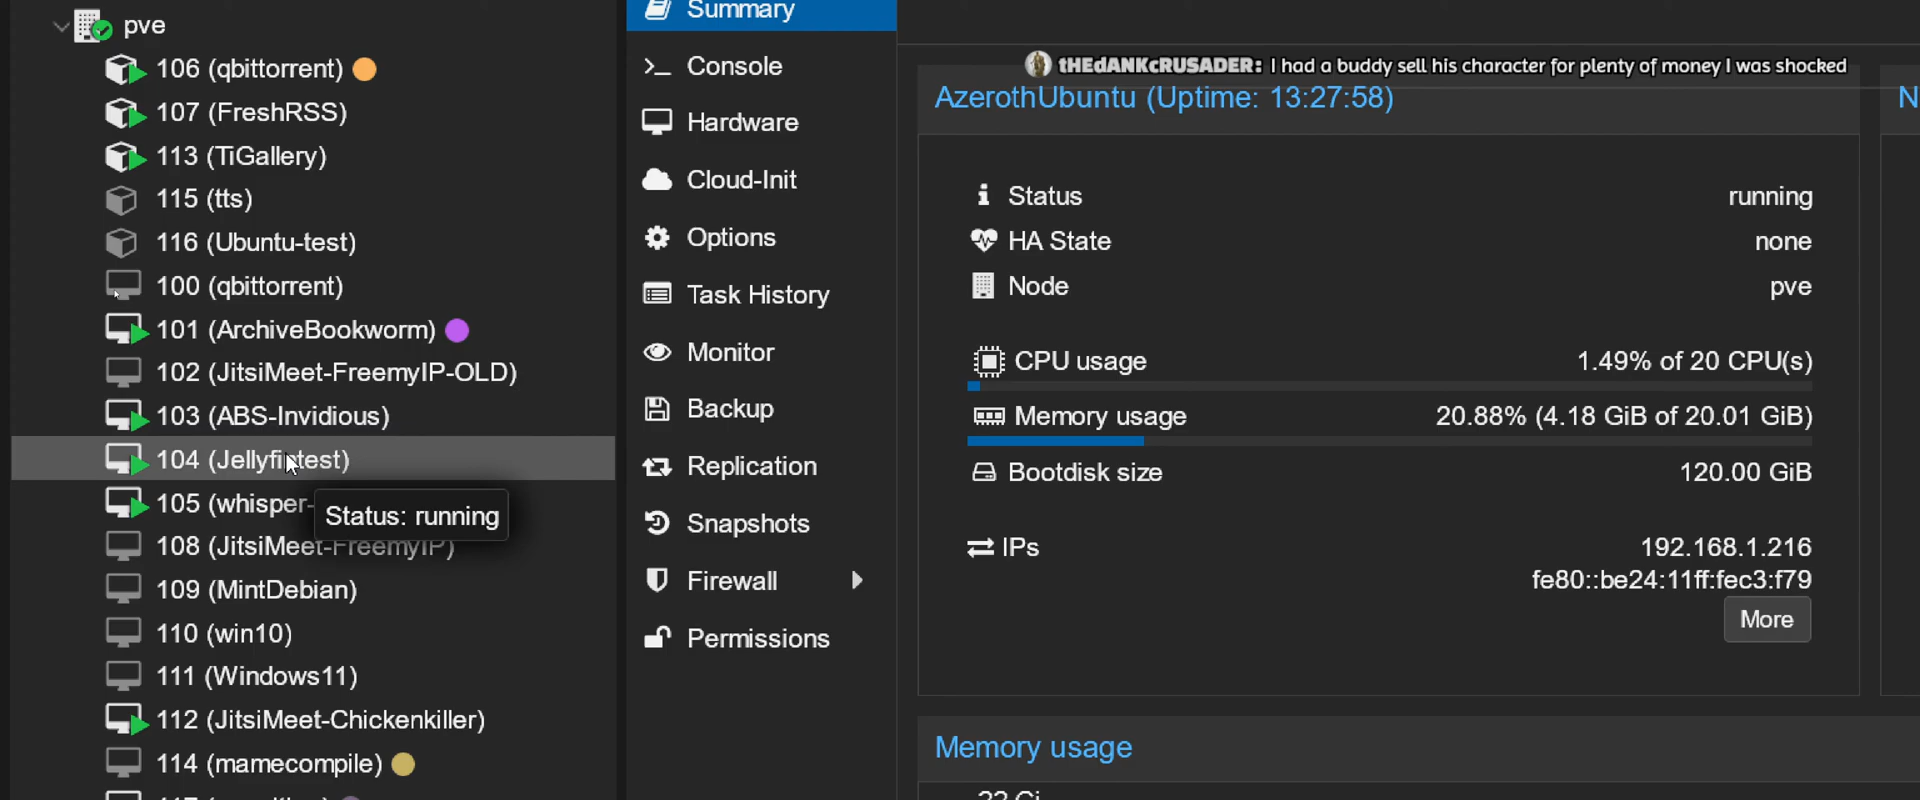 pve
106 (qbittorrent)
107 (FreshRSS)
113 (TiGallery)
115 (tts)
116 (Ubuntu-test)
100 (qbittorrent)
101 (ArchiveBookworm)
102 (JitsiMeet-FreemyIP-OLD)
103 (ABS-Invidious)
104 (Jellyfintest)
105 (whisper-
Status: running
108 (JitsiMeet-FreemyIP)
109 (MintDebian)
110 (win10)
111 (Windows11)
112 (JitsiMeet-Chickenkiller)
114 (mamecompile)
Summary
Console
Hardware
Cloud-Init
Options
Task History
Monitor
Backup
Replication
Snapshots
Firewall
Permissions
tHEdANKcRUSADER: I had a buddy sell his character for plenty of money I was shocked
AzerothUbuntu (Uptime: 13:27:58)
N
Status running
HA State none
Node pve
CPU usage 1.49% of 20 CPU(s)
Memory usage 20.88% (4.18 GiB of 20.01 GiB)
Bootdisk size 120.00 GiB
IPs 192.168.1.216
fe80::be24:11ff:fec3:f79
More
Memory usage